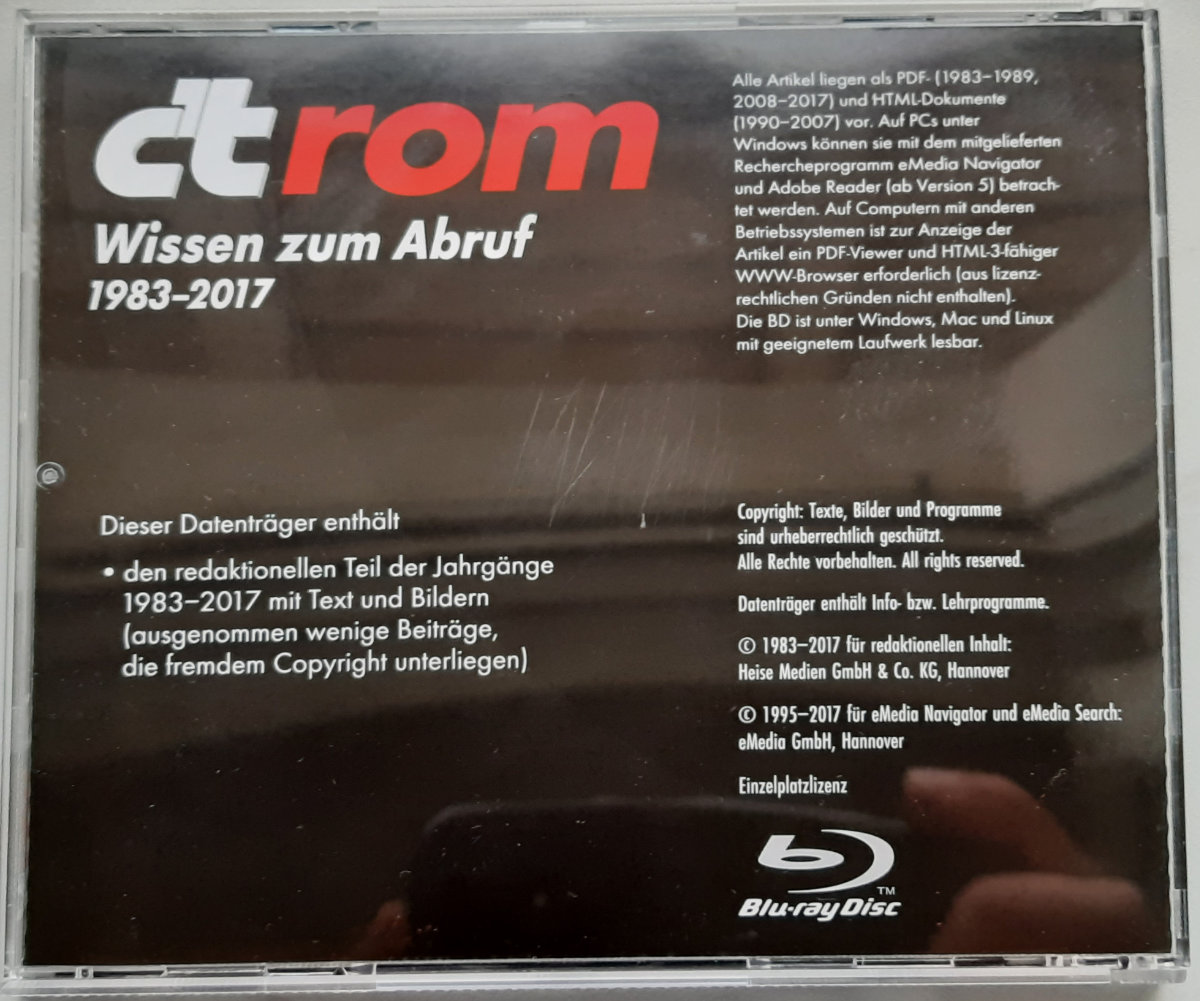 c't rom
Wissen zum Abruf
1983–2017
Alle Artikel liegen als PDF- (1983–1989,
2008–2017) und HTML-Dokumente
(1990–2007) vor. Auf PCs unter
Windows können sie mit dem mitgelieferten
Rechercheprogramm eMedia Navigator
und Adobe Reader (ab Version 5) betrach-
tet werden. Auf Computern mit anderen
Betriebssystemen ist zur Anzeige der
Artikel ein PDF-Viewer und HTML-3-fähiger
WWW-Browser erforderlich (aus lizenz-
rechtlichen Gründen nicht enthalten).
Die BD ist unter Windows, Mac und Linux
mit geeignetem Laufwerk lesbar.
Dieser Datenträger enthält
• den redaktionellen Teil der Jahrgänge
1983–2017 mit Text und Bildern
(ausgenommen wenige Beiträge,
die fremdem Copyright unterliegen)
Copyright: Texte, Bilder und Programme
sind urheberrechtlich geschützt.
Alle Rechte vorbehalten. All rights reserved.
Datenträger enthält Info- bzw. Lehrprogramme.
© 1983–2017 für redaktionellen Inhalt:
Heise Medien GmbH & Co. KG, Hannover
© 1995–2017 für eMedia Navigator und eMedia Search:
eMedia GmbH, Hannover
Einzelplatzlizenz
b
TM
Blu-ray Disc